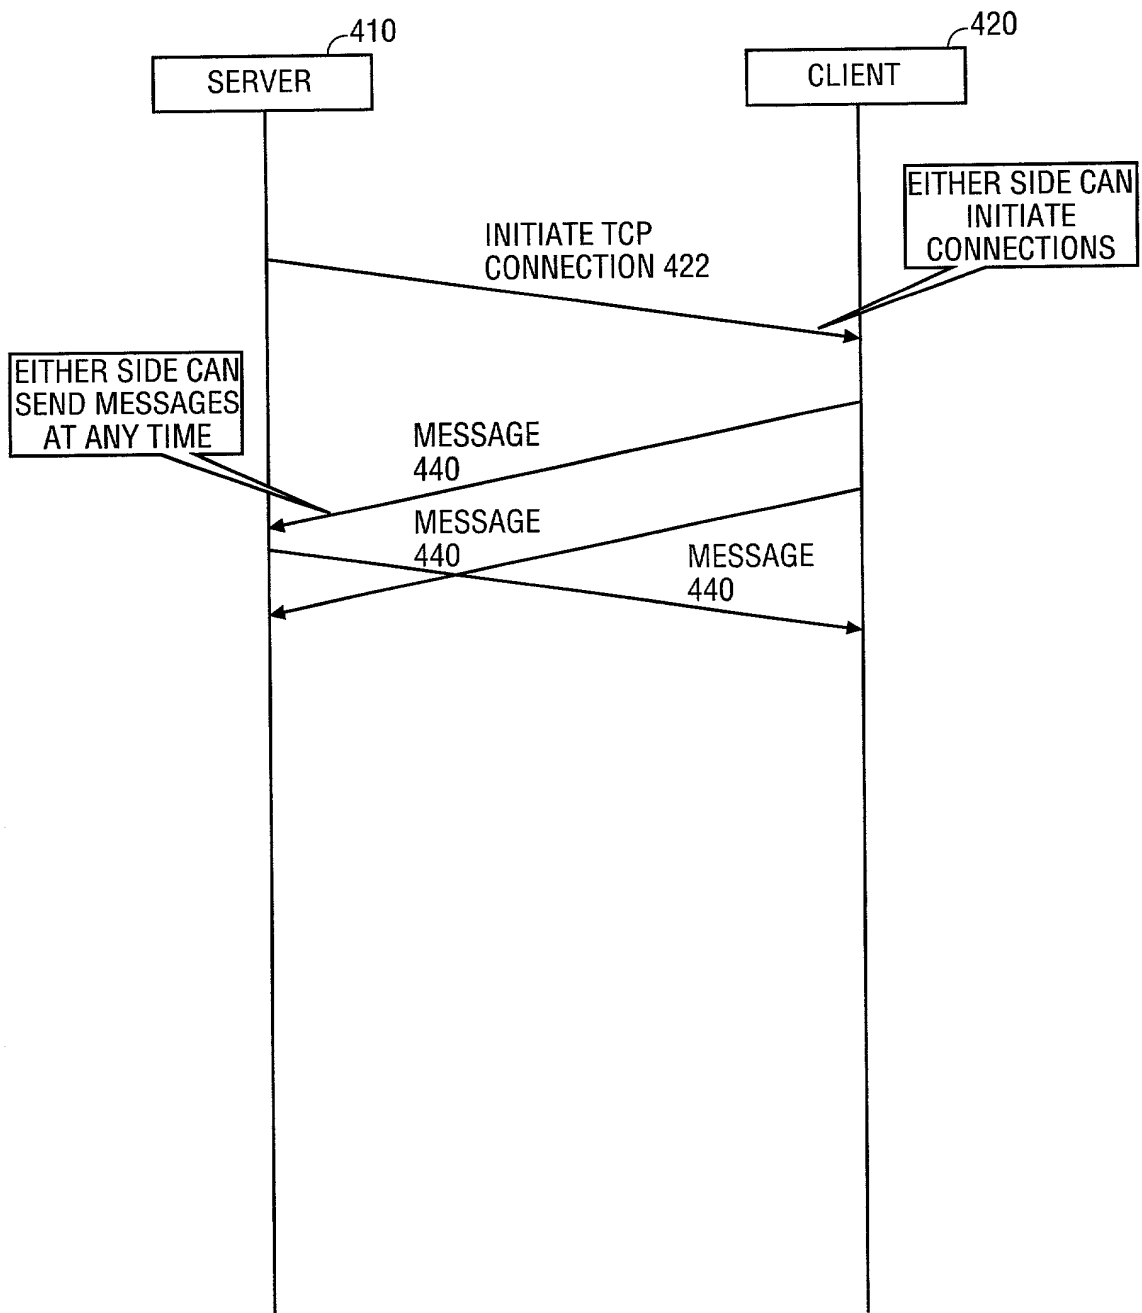 410
SERVER
420
CLIENT
EITHER SIDE CAN
INITIATE
CONNECTIONS
INITIATE TCP
CONNECTION 422
EITHER SIDE CAN
SEND MESSAGES
AT ANY TIME
MESSAGE
440
MESSAGE
440
MESSAGE
440